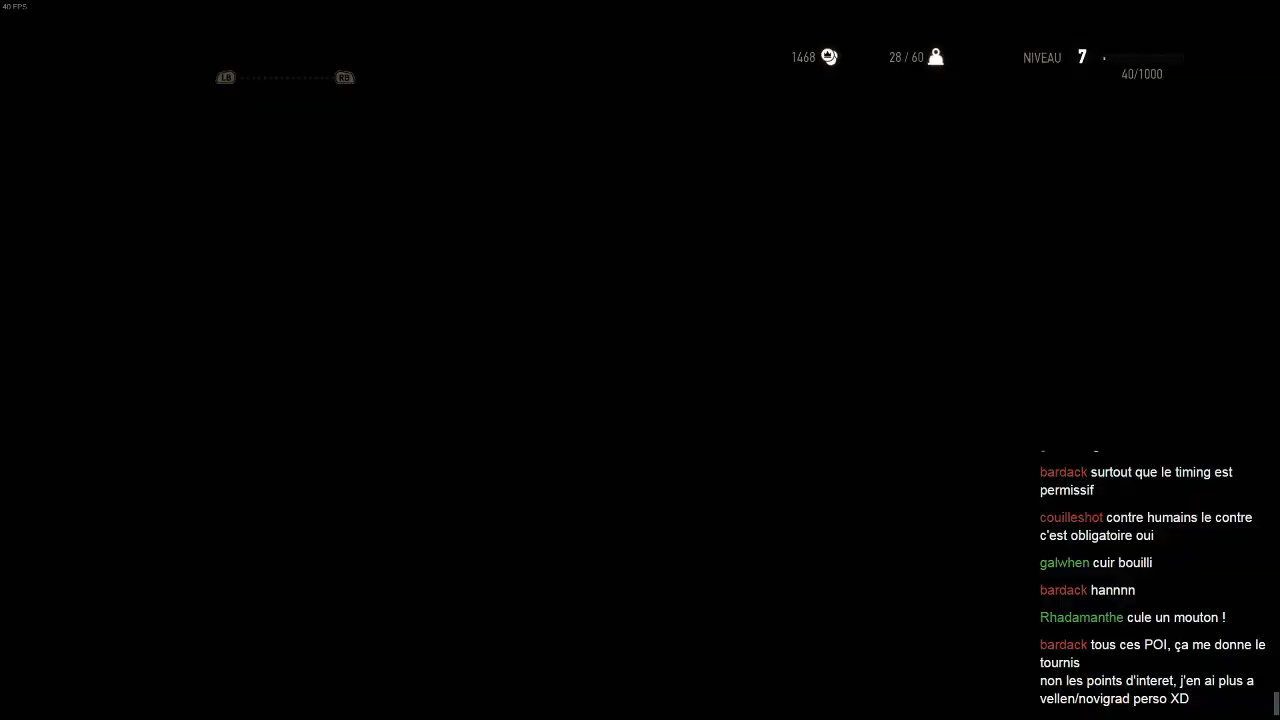 40 FPS
1468
28 / 60
NIVEAU 7
40/1000
LB RB
bardack surtout que le timing est
permissif
couilleshot contre humains le contre
c'est obligatoire oui
galwhen cuir bouilli
bardack hannnn
Rhadamanthe cule un mouton !
bardack tous ces POI, ça me donne le
tournis
non les points d'interet, j'en ai plus a
vellen/novigrad perso XD